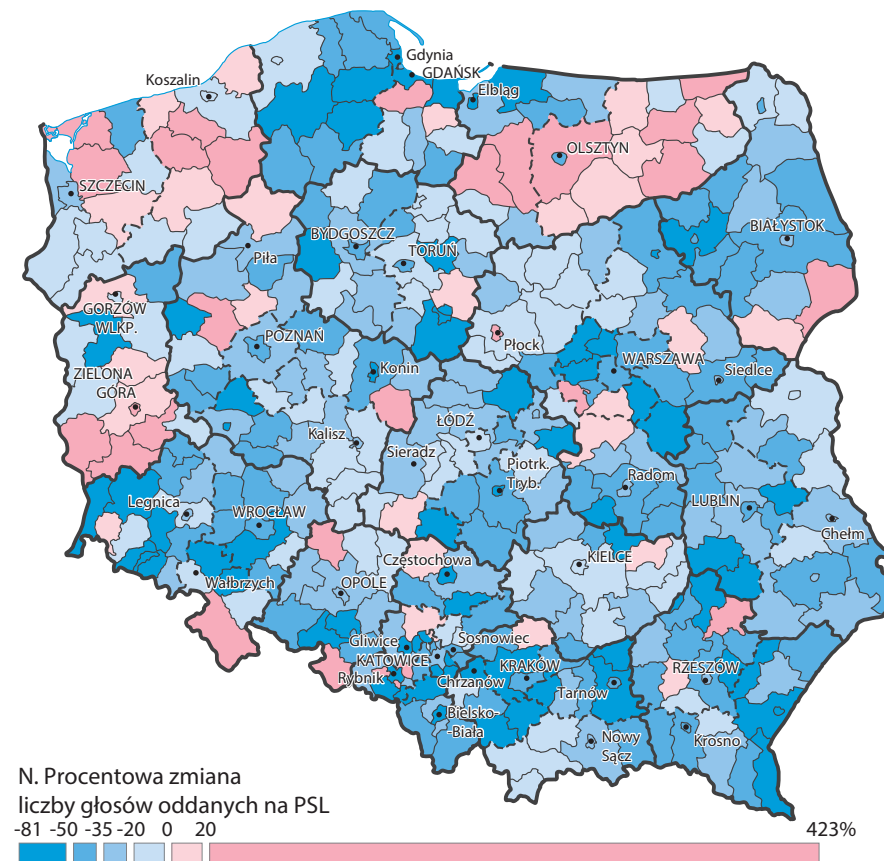 Gdynia
GDAŃSK
Koszalin
Elbląg
OLSZTYN
SZCZECIN
BIAŁYSTOK
BYDGOSZCZ
TORUŃ
Piła
GORZÓW
WLKP.
POZNAŃ
Płock
WARSZAWA
Siedlce
Konin
ZIELONA
GÓRA
ŁÓDŹ
Kalisz
Sieradz
Piotrk.
Tryb.
Radom
Legnica
WROCŁAW
LUBLIN
Chełm
Wałbrzych
OPOLE
Częstochowa
KIELCE
Gliwice
Sosnowiec
KATOWICE
Rybnik
Chrzanów
KRAKÓW
Tarnów
RZESZÓW
Bielsko-
Biała
Nowy
Sącz
Krosno
N. Procentowa zmiana
liczby głosów oddanych na PSL
-81 -50 -35 -20 0 20 423%